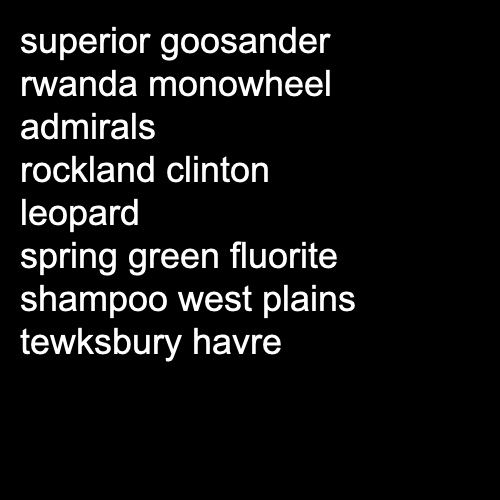 superior goosander
rwanda monowheel
admirals
rockland clinton
leopard
spring green fluorite
shampoo west plains
tewksbury havre